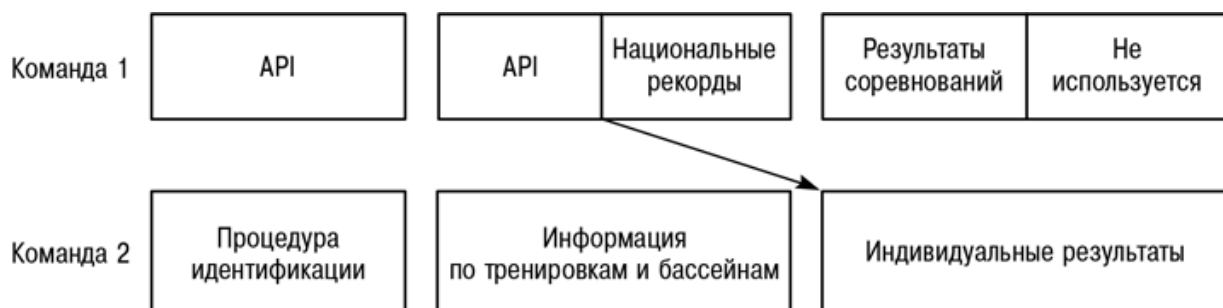 Команда 1
API
API
Национальные
рекорды
Результаты
соревнований
Не
используется
Команда 2
Процедура
идентификации
Информация
по тренировкам и бассейнам
Индивидуальные результаты